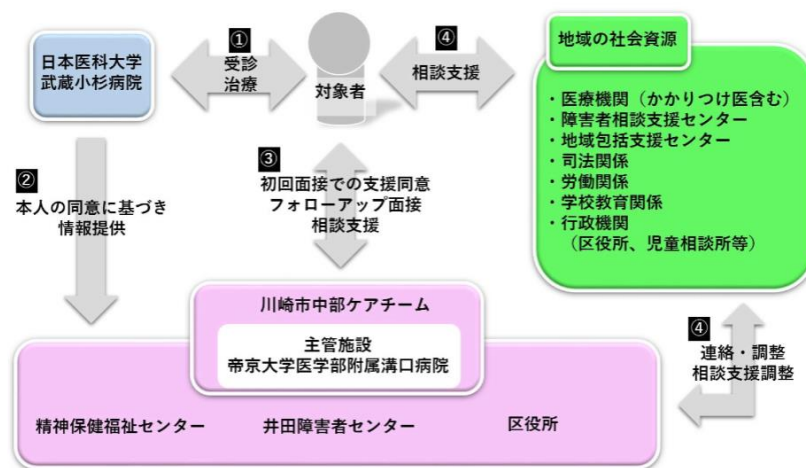 日本医科大学
武蔵小杉病院
①
受診
治療
対象者
④
相談支援
地域の社会資源
・医療機関（かかりつけ医含む）
・障害者相談支援センター
・地域包括支援センター
・司法関係
・労働関係
・学校教育関係
・行政機関
（区役所、児童相談所等）
②
本人の同意に基づき
情報提供
③
初回面接での支援同意
フォローアップ面接
相談支援
川崎市中部ケアチーム
主管施設
帝京大学医学部附属溝口病院
④
連絡・調整
相談支援調整
精神保健福祉センター
井田障害者センター
区役所